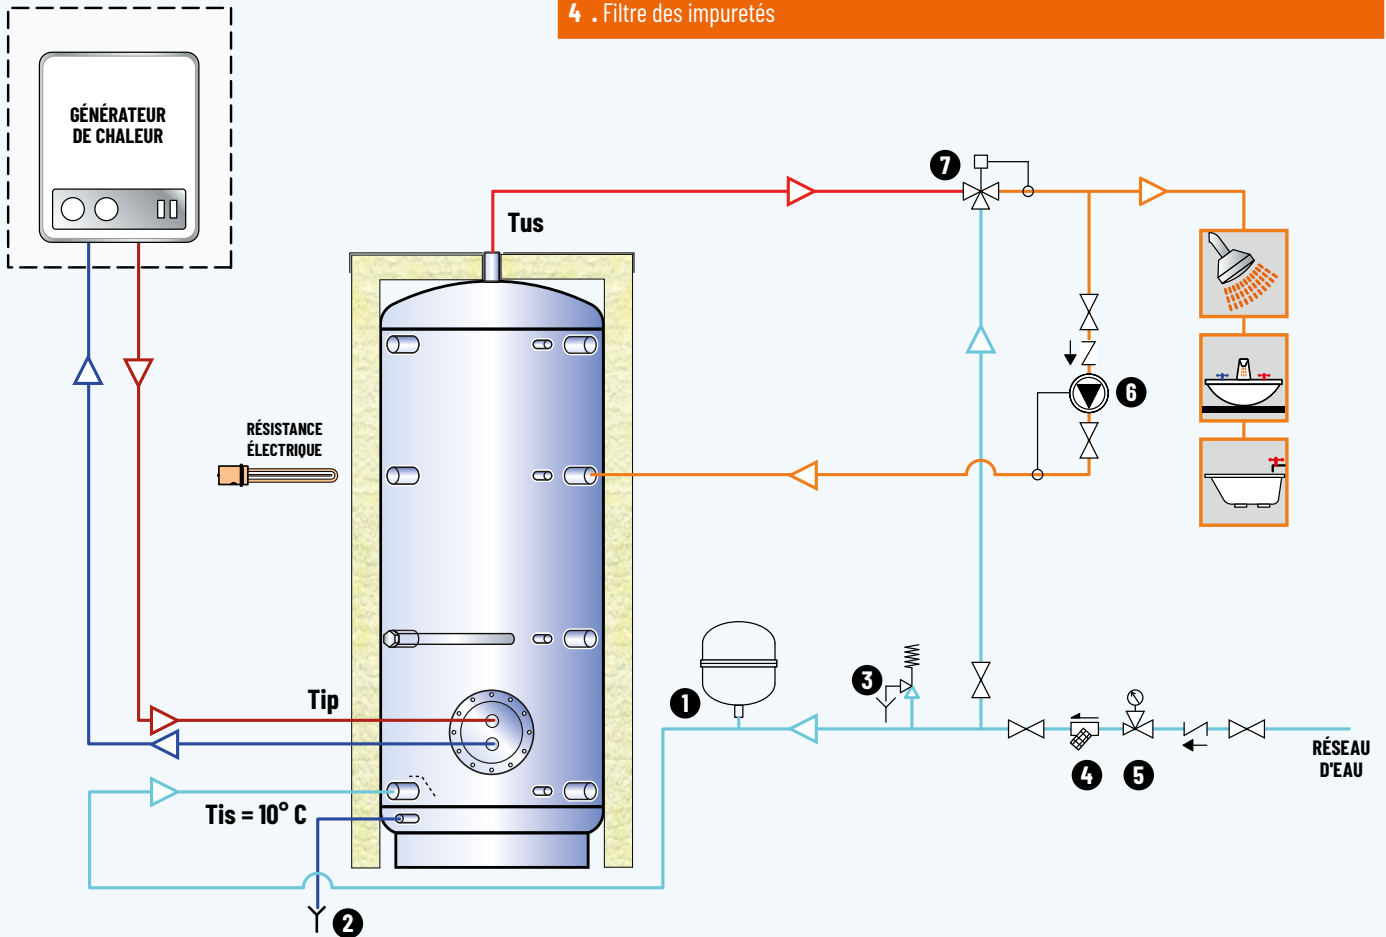 4 . Filtre des impuretés
GÉNÉRATEUR
DE CHALEUR
7
Tus
6
RÉSISTANCE
ÉLECTRIQUE
3
1
Tip
RÉSEAU
D'EAU
4
5
Tis = 10° C
2